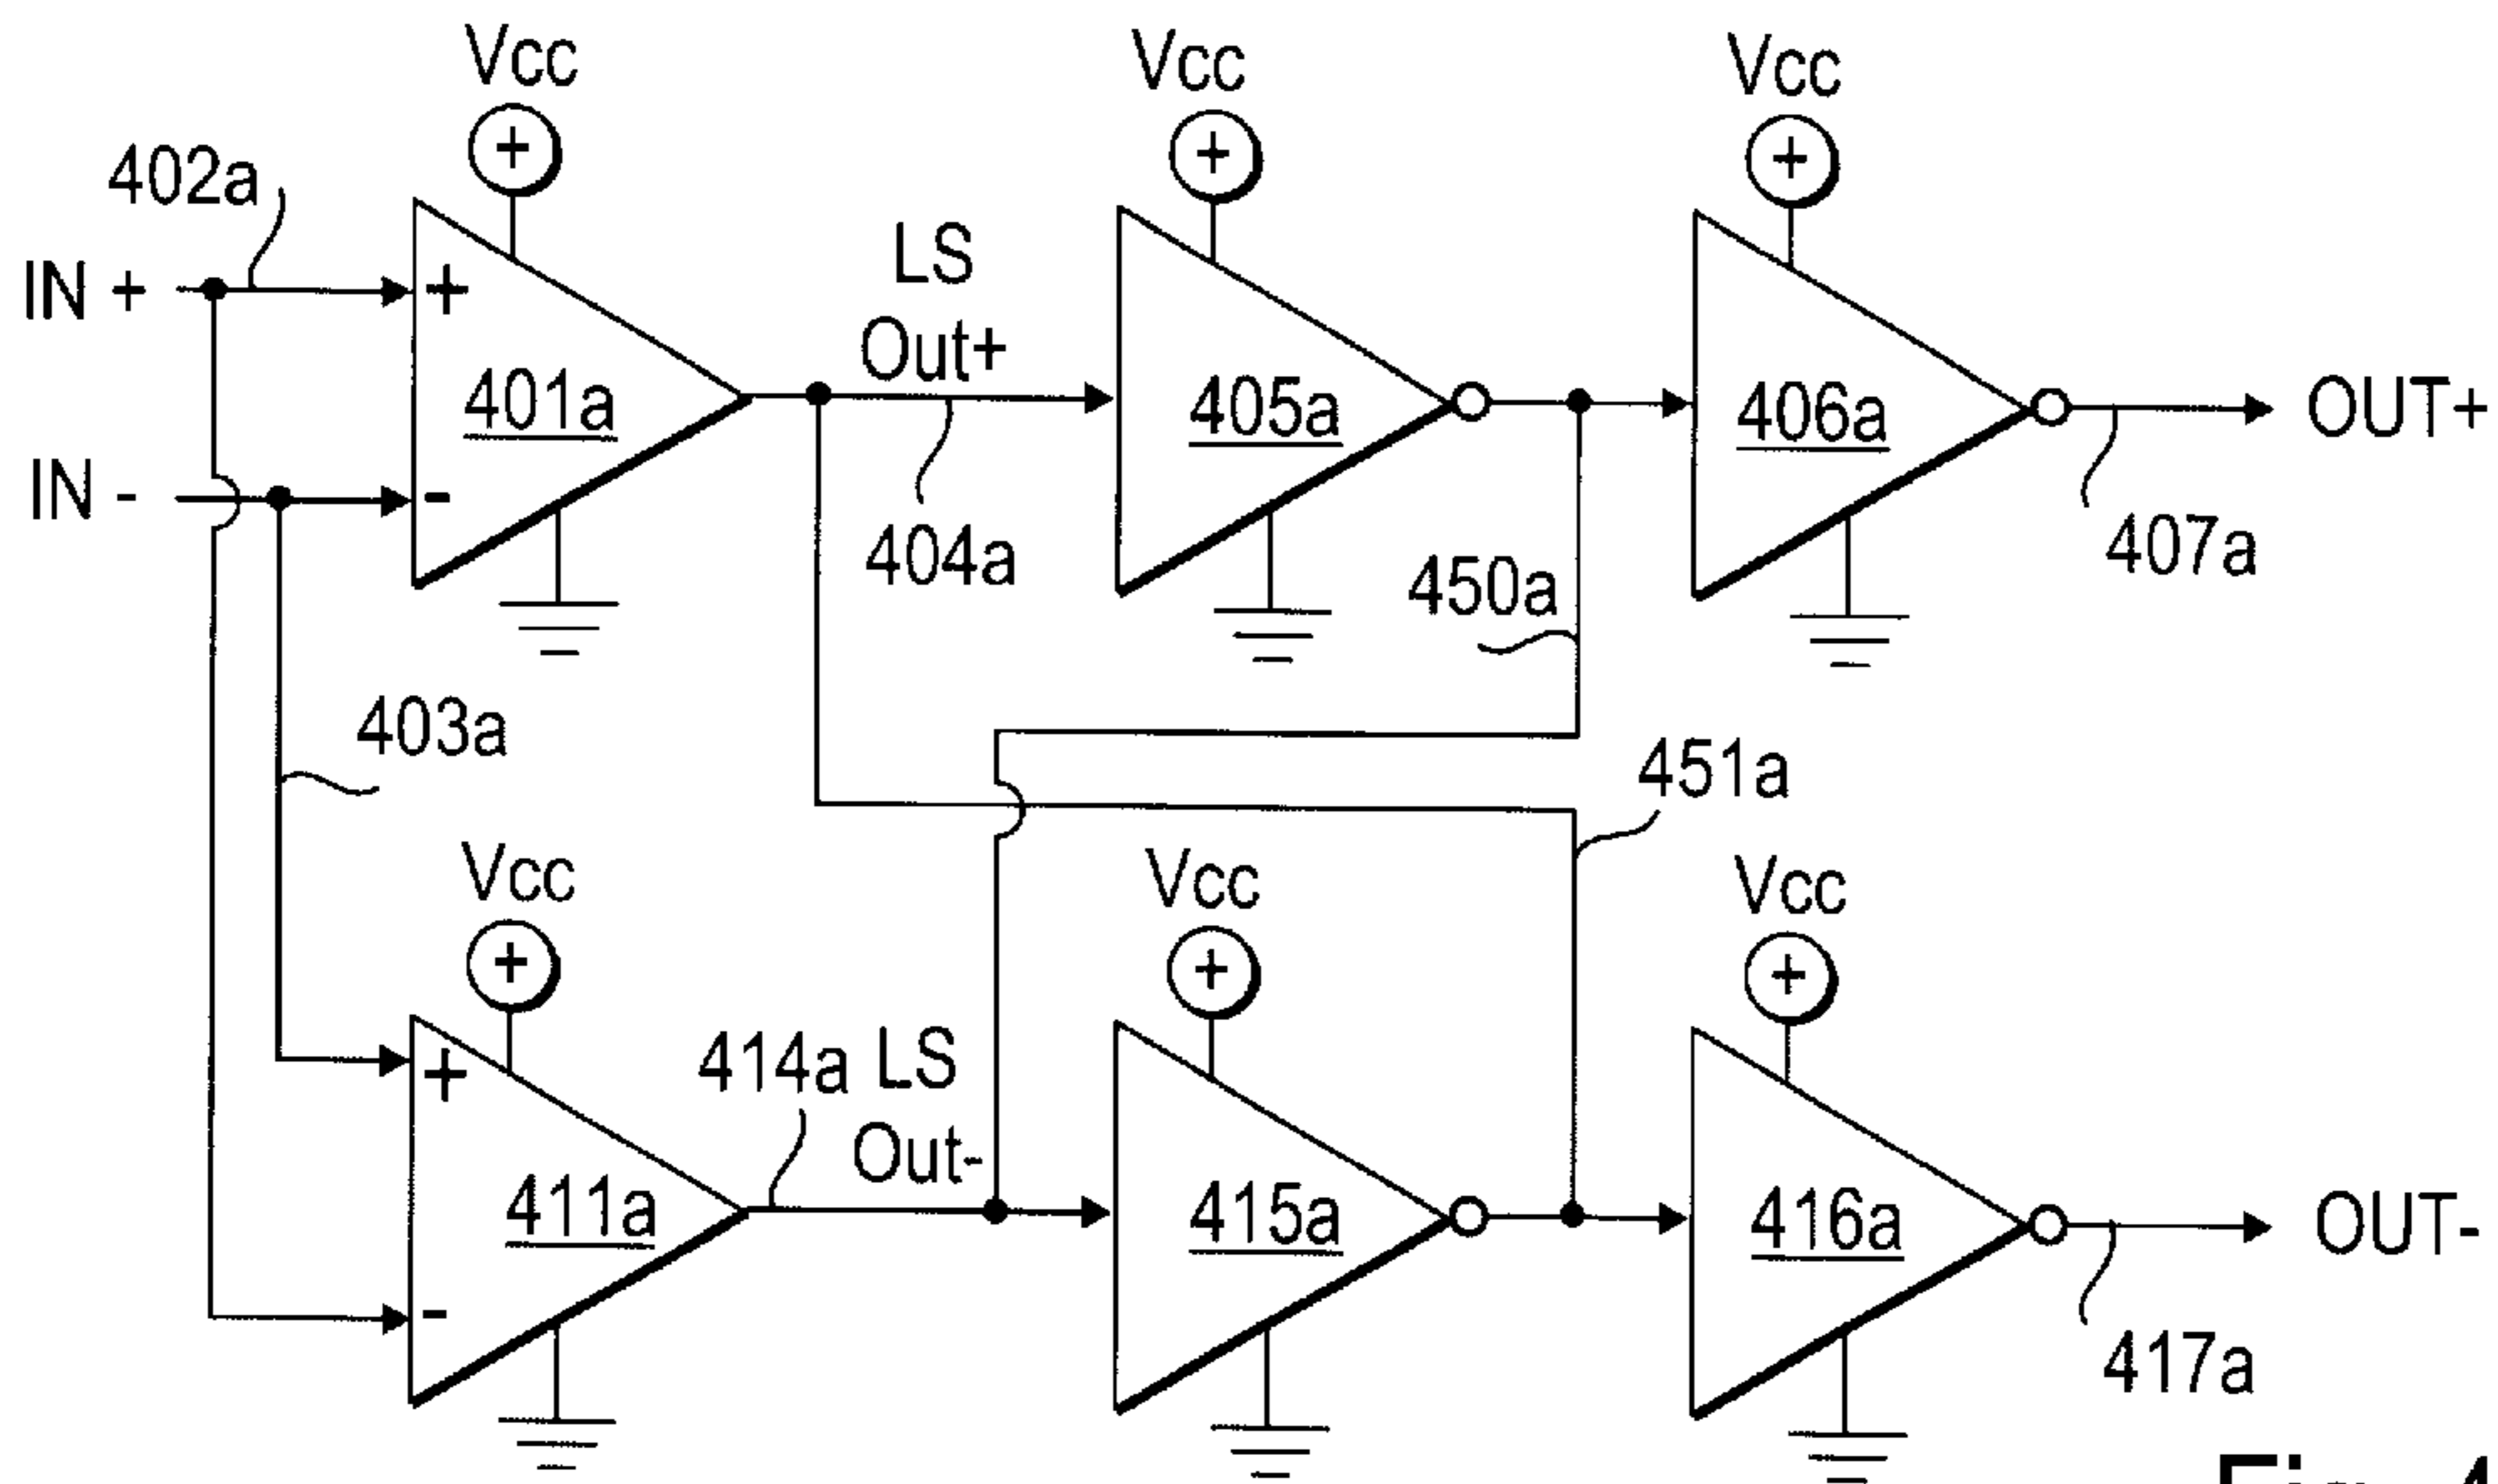 Vcc
Vcc
Vcc
402a
IN +
+
LS
Out+
401a
405a
406a
OUT+
IN -
-
404a
450a
407a
403a
451a
Vcc
Vcc
Vcc
+
414a
LS
Out-
411a
415a
416a
OUT-
-
417a